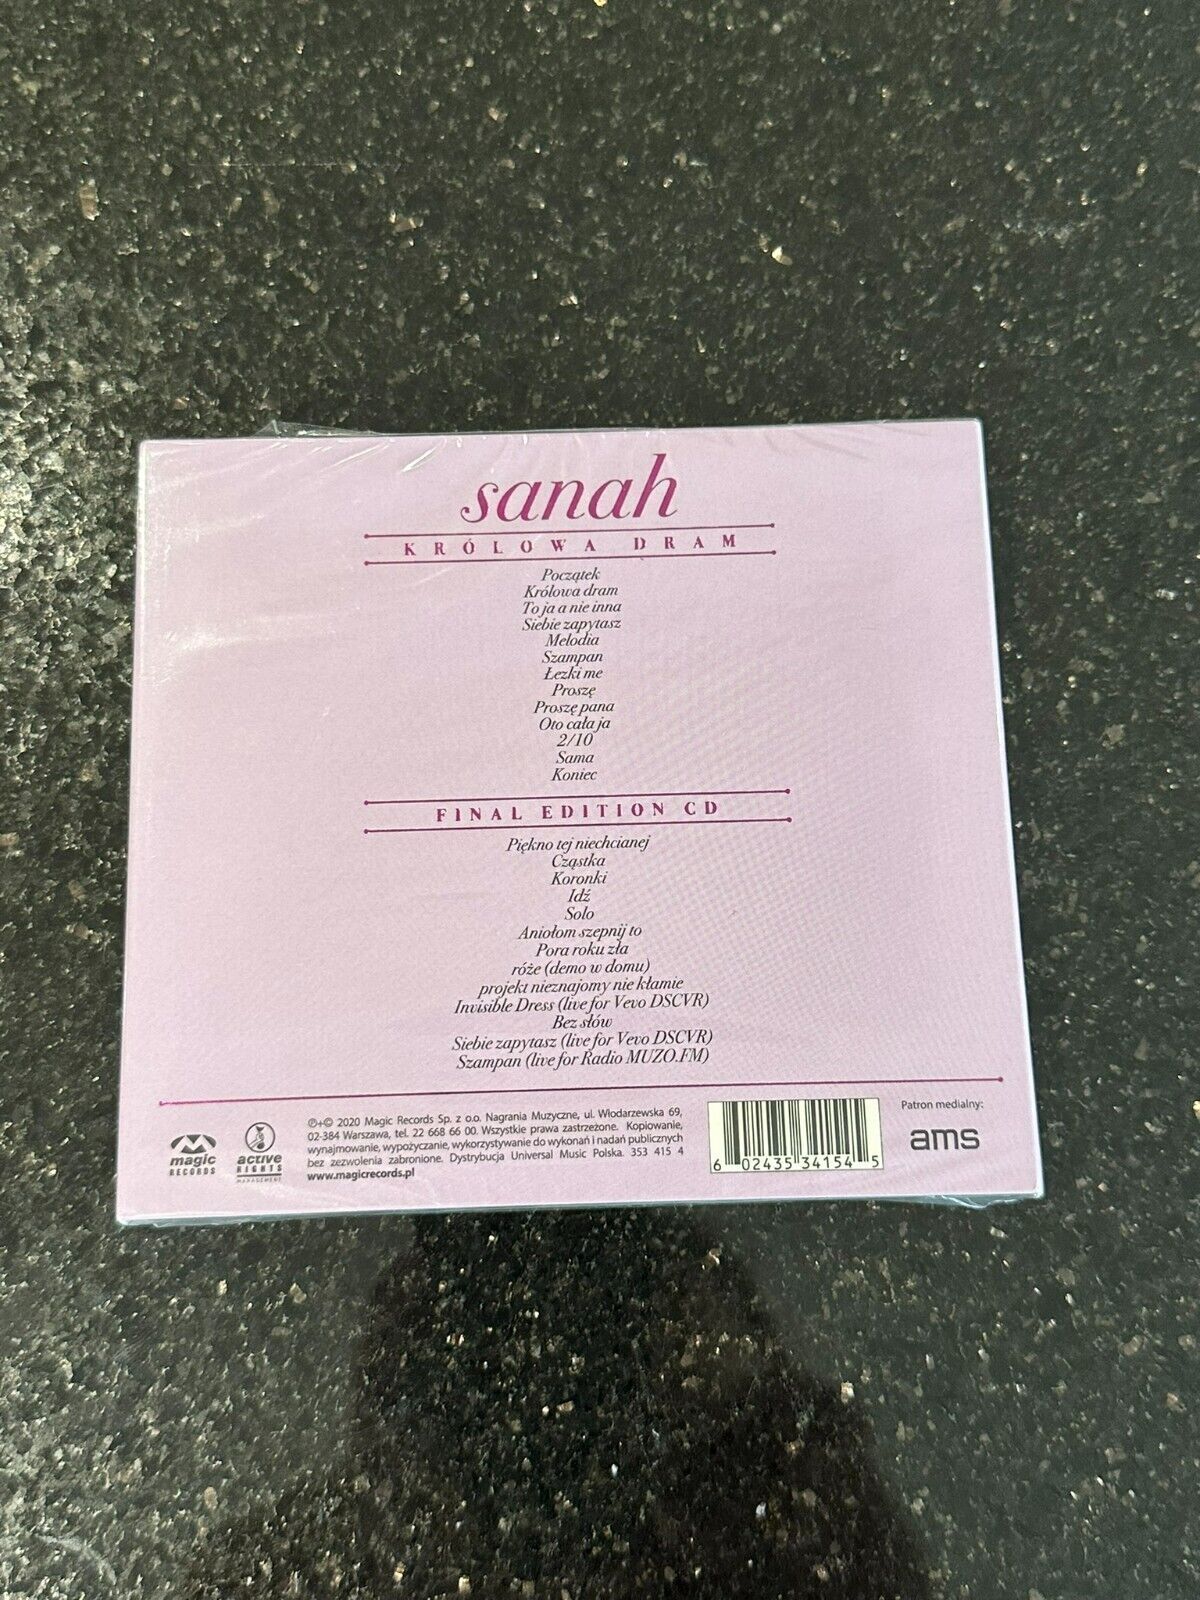 sanah
KRÓLOWA DRAM
Początek
Królowa dram
To ja a nie inna
Siebie zapytasz
Melodia
Szampan
Łezki me
Proszę
Proszę pana
Oto cała ja
2/10
Sama
Koniec
FINAL EDITION CD
Piękno tej niechcianej
Cząstka
Koronki
Idź
Solo
Aniołom szepnij to
Pora roku zła
róże (demo w domu)
projekt nieznajomy nie kłamie
Invisible Dress (live for Vevo DSCVR)
Bez słów
Siebie zapytasz (live for Vevo DSCVR)
Szampan (live for Radio MUZO.FM)
magic
RECORDS
active
RIGHTS
MANAGEMENT
℗+© 2020 Magic Records Sp. z o.o. Nagrania Muzyczne, ul. Włodarzewska 69,
02-384 Warszawa, tel. 22 668 66 00. Wszystkie prawa zastrzeżone. Kopiowanie,
wynajmowanie, wypożyczanie, wykorzystywanie do wykonań i nadań publicznych
bez zezwolenia zabronione. Dystrybucja Universal Music Polska. 353 415 4
www.magicrecords.pl
6 02435 34154 5
Patron medialny:
ams